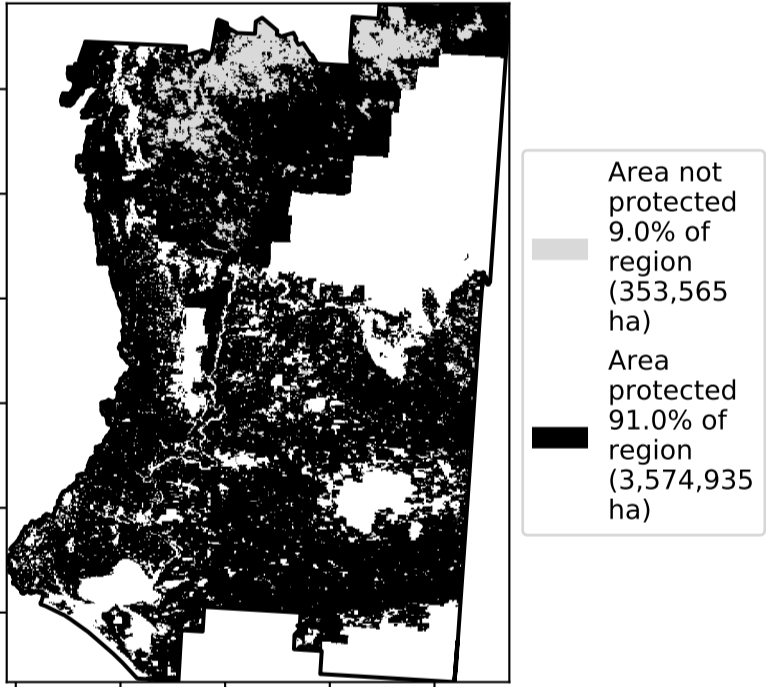 Area not
protected
9.0% of
region
(353,565
ha)
Area
protected
91.0% of
region
(3,574,935
ha)